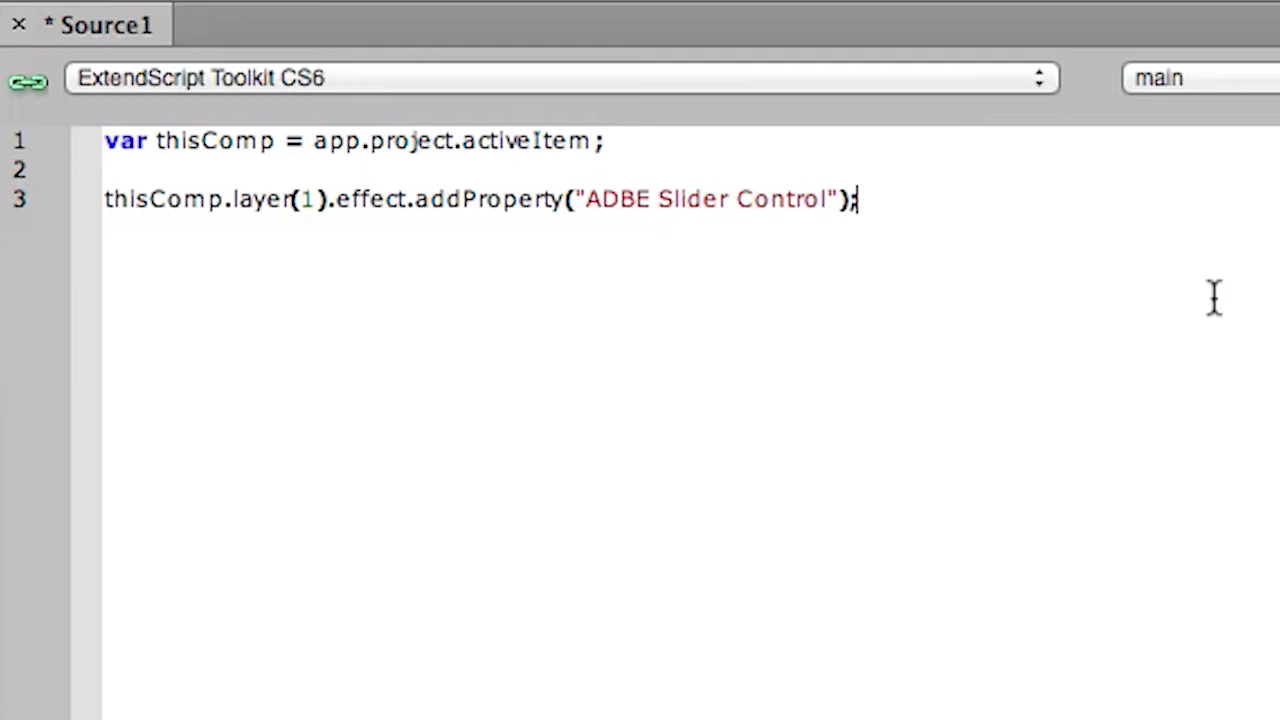 × * Source1
ExtendScript Toolkit CS6
main
1 var thisComp = app.project.activeItem;
2
3 thisComp.layer(1).effect.addProperty("ADBE Slider Control");